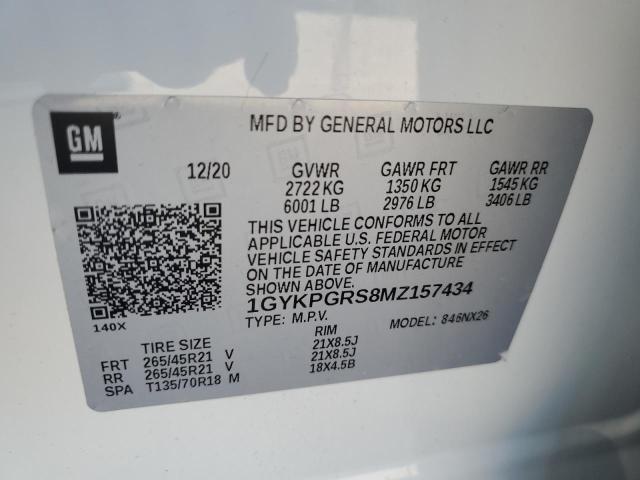 GM
MFD BY GENERAL MOTORS LLC
12/20 GVWR GAWR FRT GAWR RR
2722 KG 1350 KG 1545 KG
6001 LB 2976 LB 3406 LB
THIS VEHICLE CONFORMS TO ALL
APPLICABLE U.S. FEDERAL MOTOR
VEHICLE SAFETY STANDARDS IN EFFECT
ON THE DATE OF MANUFACTURE
SHOWN ABOVE.
1GYKPGRS8MZ157434
TYPE: M.P.V. MODEL: 846NX26
140X
TIRE SIZE RIM
FRT 265/45R21 V 21X8.5J
RR 265/45R21 V 21X8.5J
SPA T135/70R18 M 18X4.5B